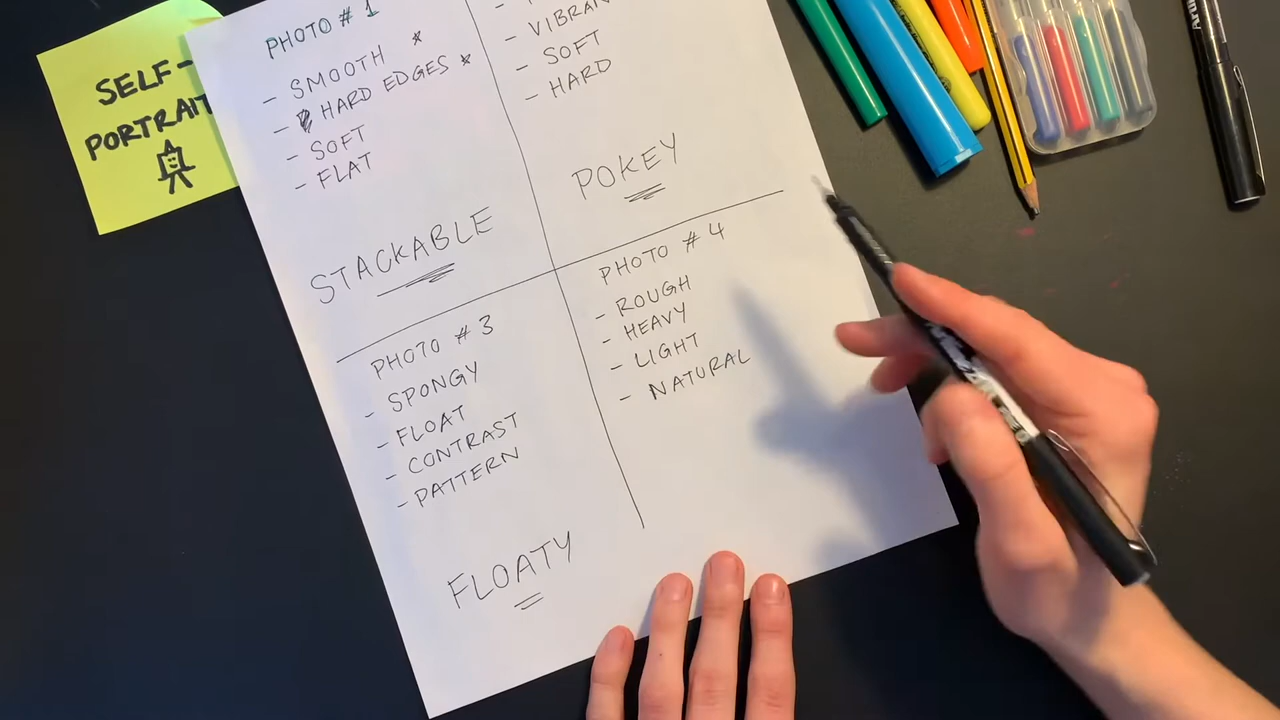 SELF-
PORTRAIT
PHOTO # 1
- SMOOTH *
- HARD EDGES *
- SOFT
- FLAT
STACKABLE
- SOFT
- HARD
POKEY
PHOTO # 3
- SPONGY
- FLOAT
- CONTRAST
- PATTERN
FLOATY
PHOTO # 4
- ROUGH
- HEAVY
- LIGHT
- NATURAL